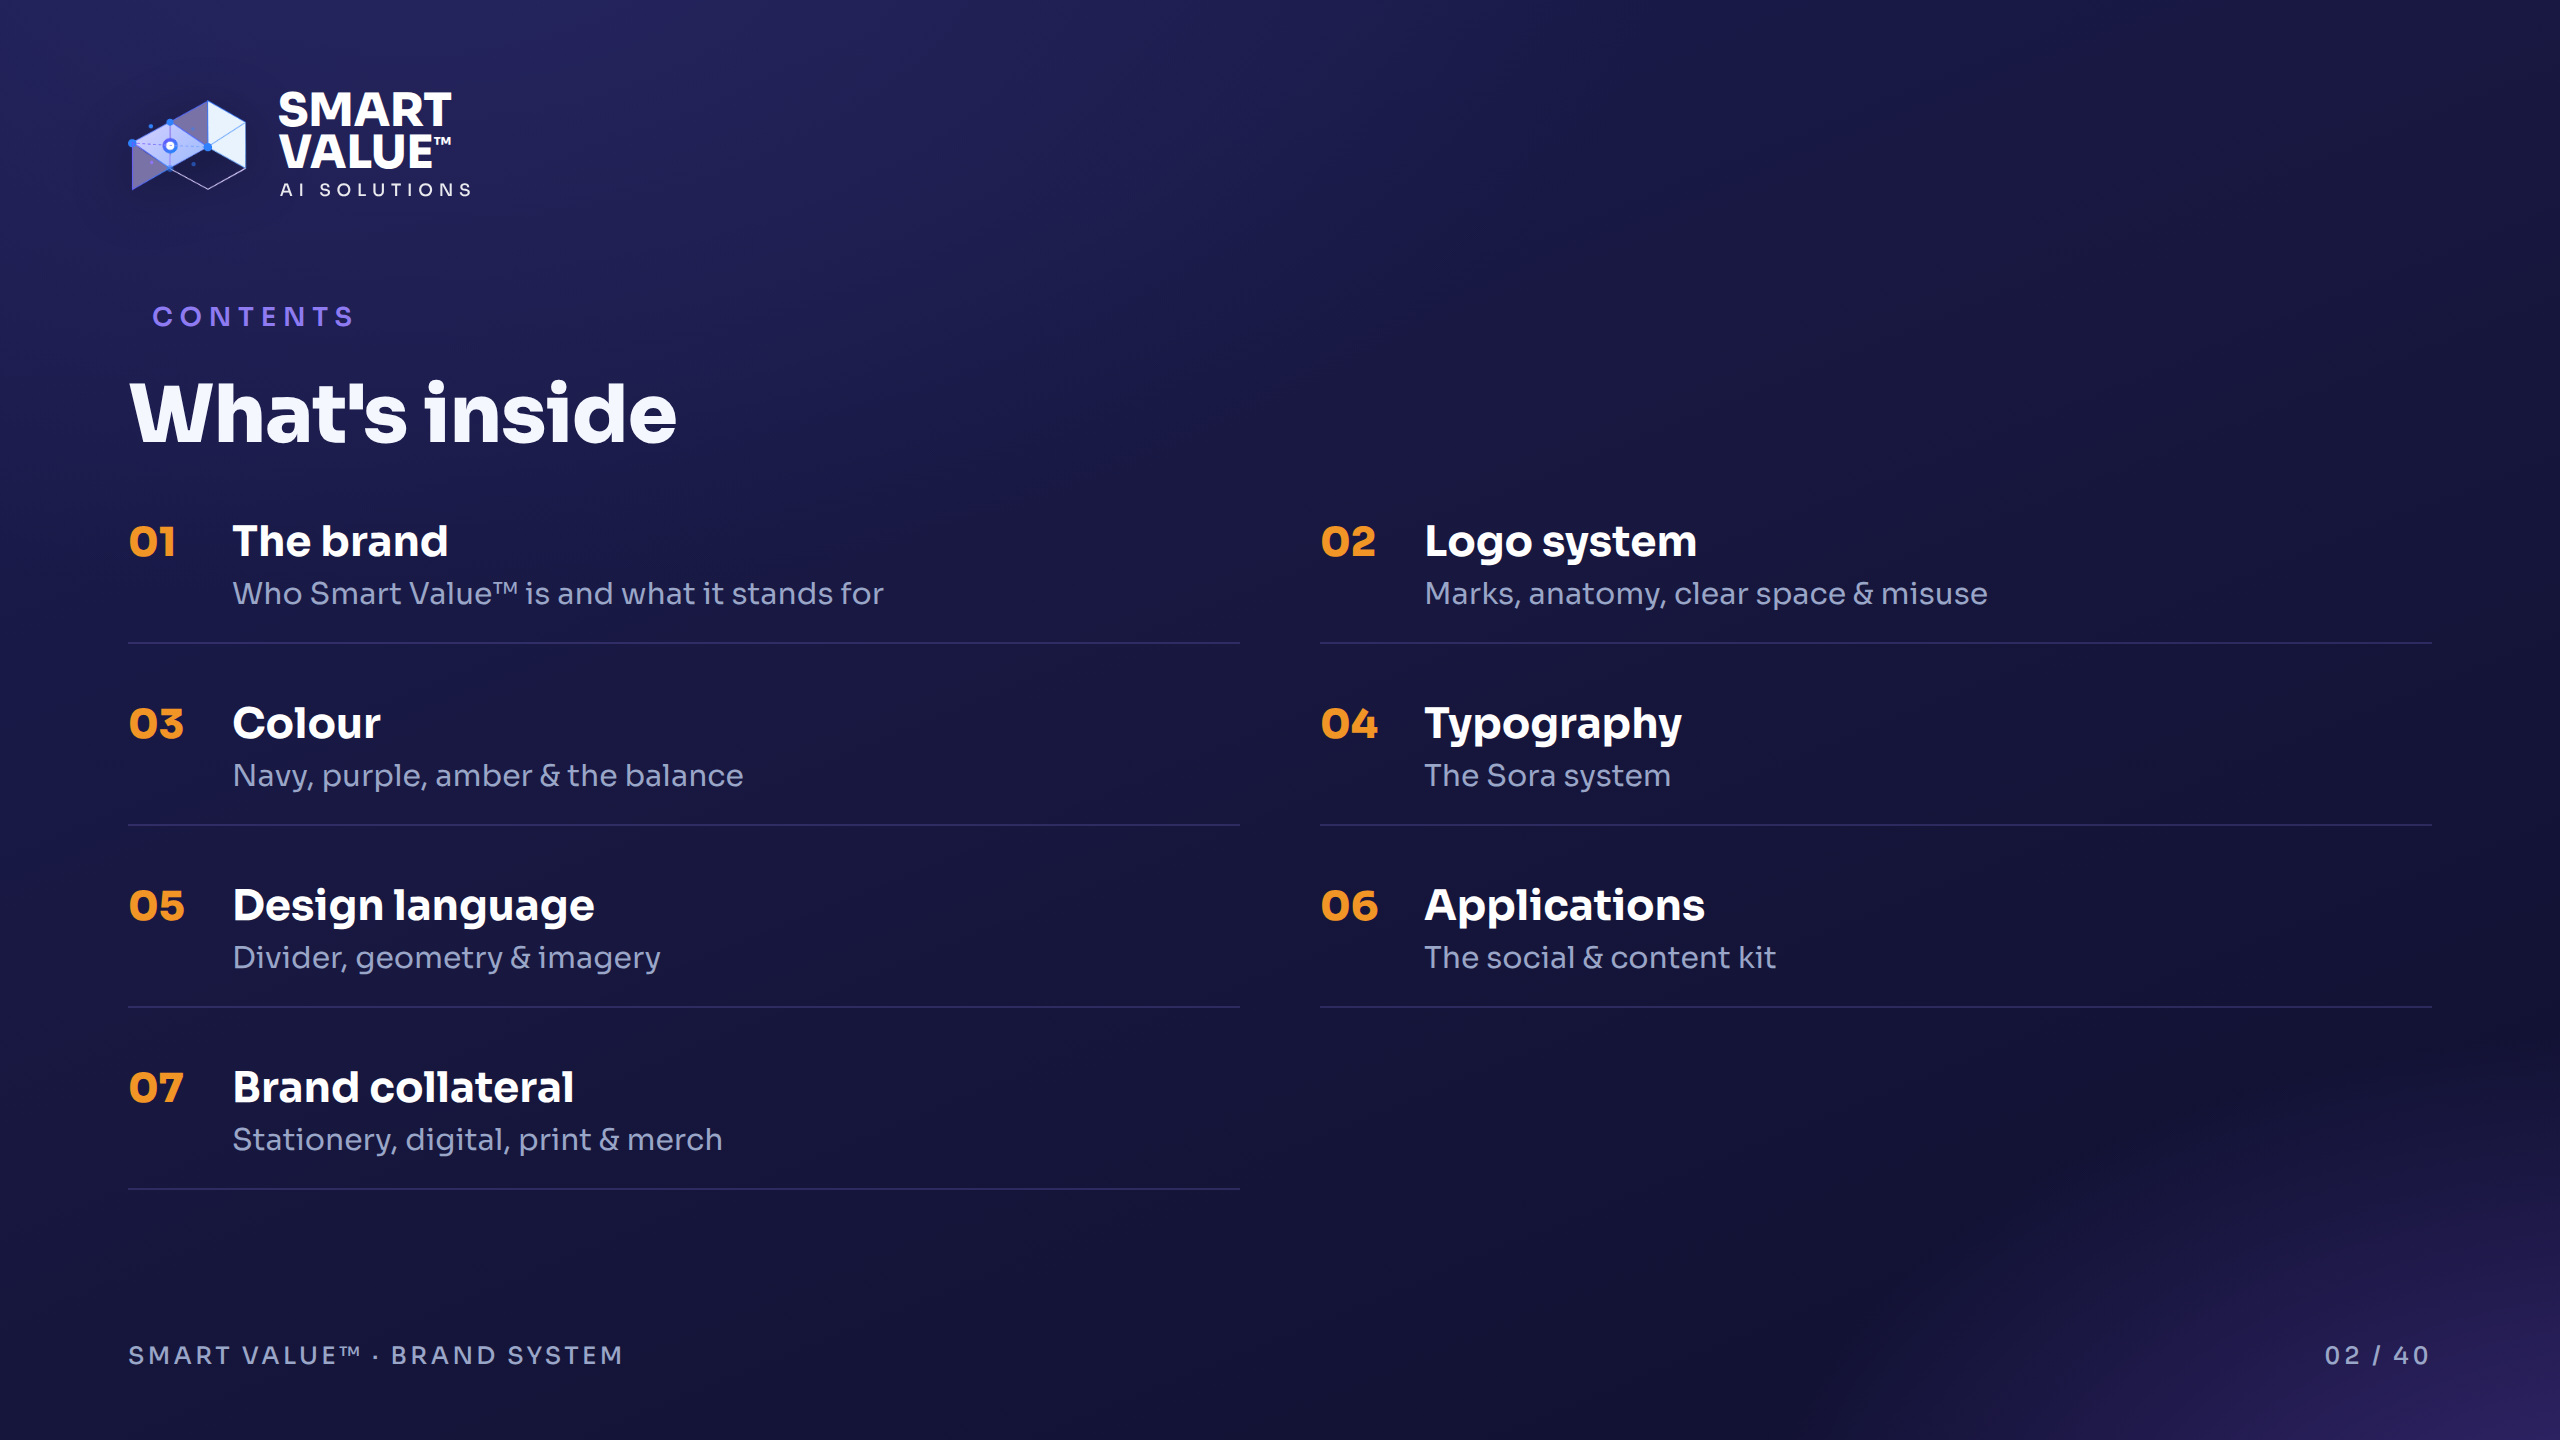 SMART
VALUE™
AI SOLUTIONS
CONTENTS
What's inside
01 The brand
Who Smart Value™ is and what it stands for
02 Logo system
Marks, anatomy, clear space & misuse
03 Colour
Navy, purple, amber & the balance
04 Typography
The Sora system
05 Design language
Divider, geometry & imagery
06 Applications
The social & content kit
07 Brand collateral
Stationery, digital, print & merch
SMART VALUE™ · BRAND SYSTEM
02 / 40